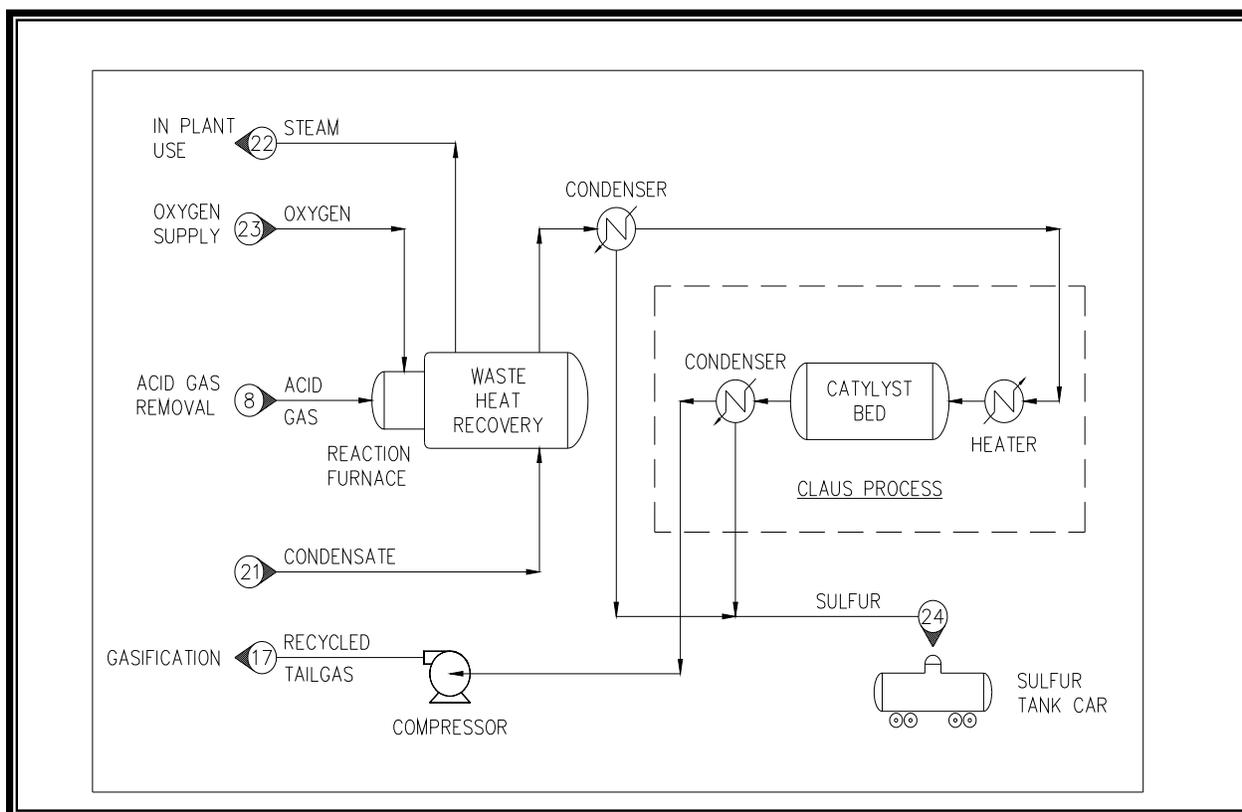 IN PLANT
USE
22
STEAM
OXYGEN
SUPPLY
23
OXYGEN
CONDENSER
ACID GAS
REMOVAL
8
ACID
GAS
REACTION
FURNACE
WASTE
HEAT
RECOVERY
CONDENSER
CATYLYST
BED
HEATER
CLAUS PROCESS
21
CONDENSATE
SULFUR
24
GASIFICATION
17
RECYCLED
TAILGAS
COMPRESSOR
SULFUR
TANK CAR